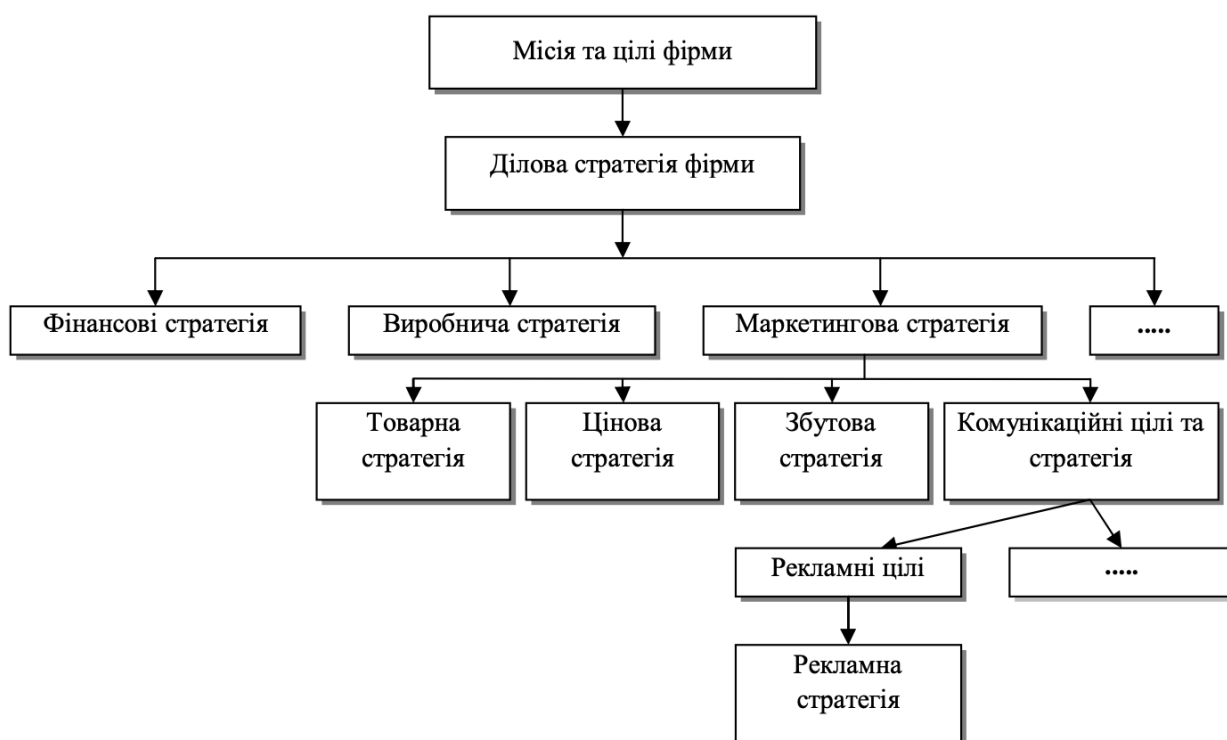 Місія та цілі фірми
Ділова стратегія фірми
Фінансові стратегія
Виробнича стратегія
Маркетингова стратегія
.....
Товарна
стратегія
Цінова
стратегія
Збутова
стратегія
Комунікаційні цілі та
стратегія
Рекламні цілі
.....
Рекламна
стратегія